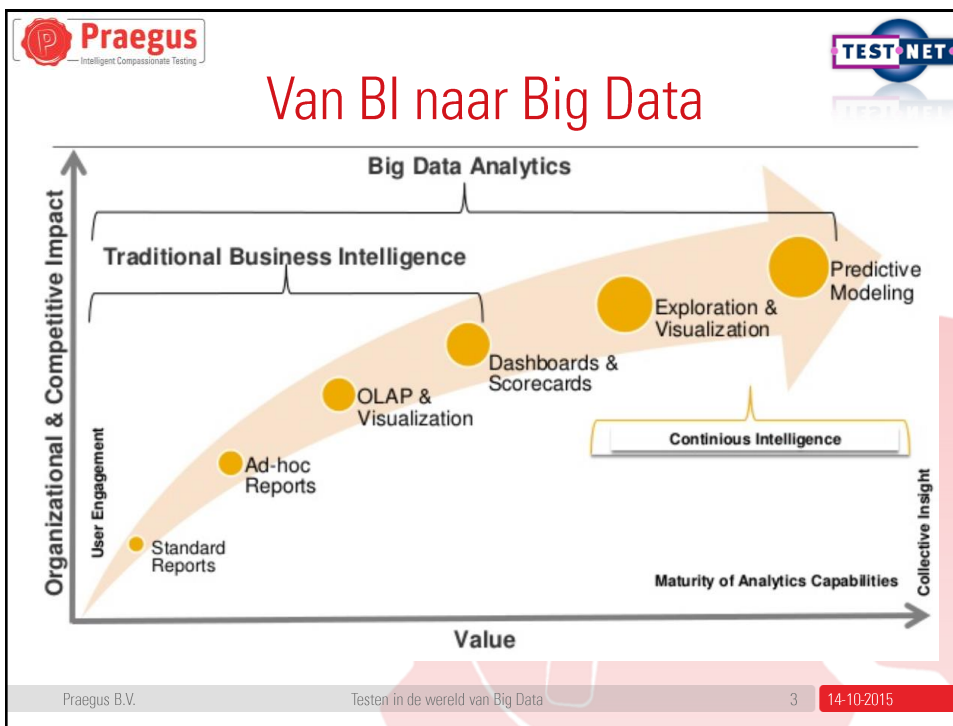 Praegus
Intelligent Compassionate Testing
TEST NET
Van BI naar Big Data
Big Data Analytics
Traditional Business Intelligence
Organizational & Competitive Impact
User Engagement
Standard
Reports
Ad-hoc
Reports
OLAP &
Visualization
Dashboards &
Scorecards
Exploration &
Visualization
Predictive
Modeling
Continious Intelligence
Collective Insight
Maturity of Analytics Capabilities
Value
Praegus B.V.
Testen in de wereld van Big Data
3
14-10-2015